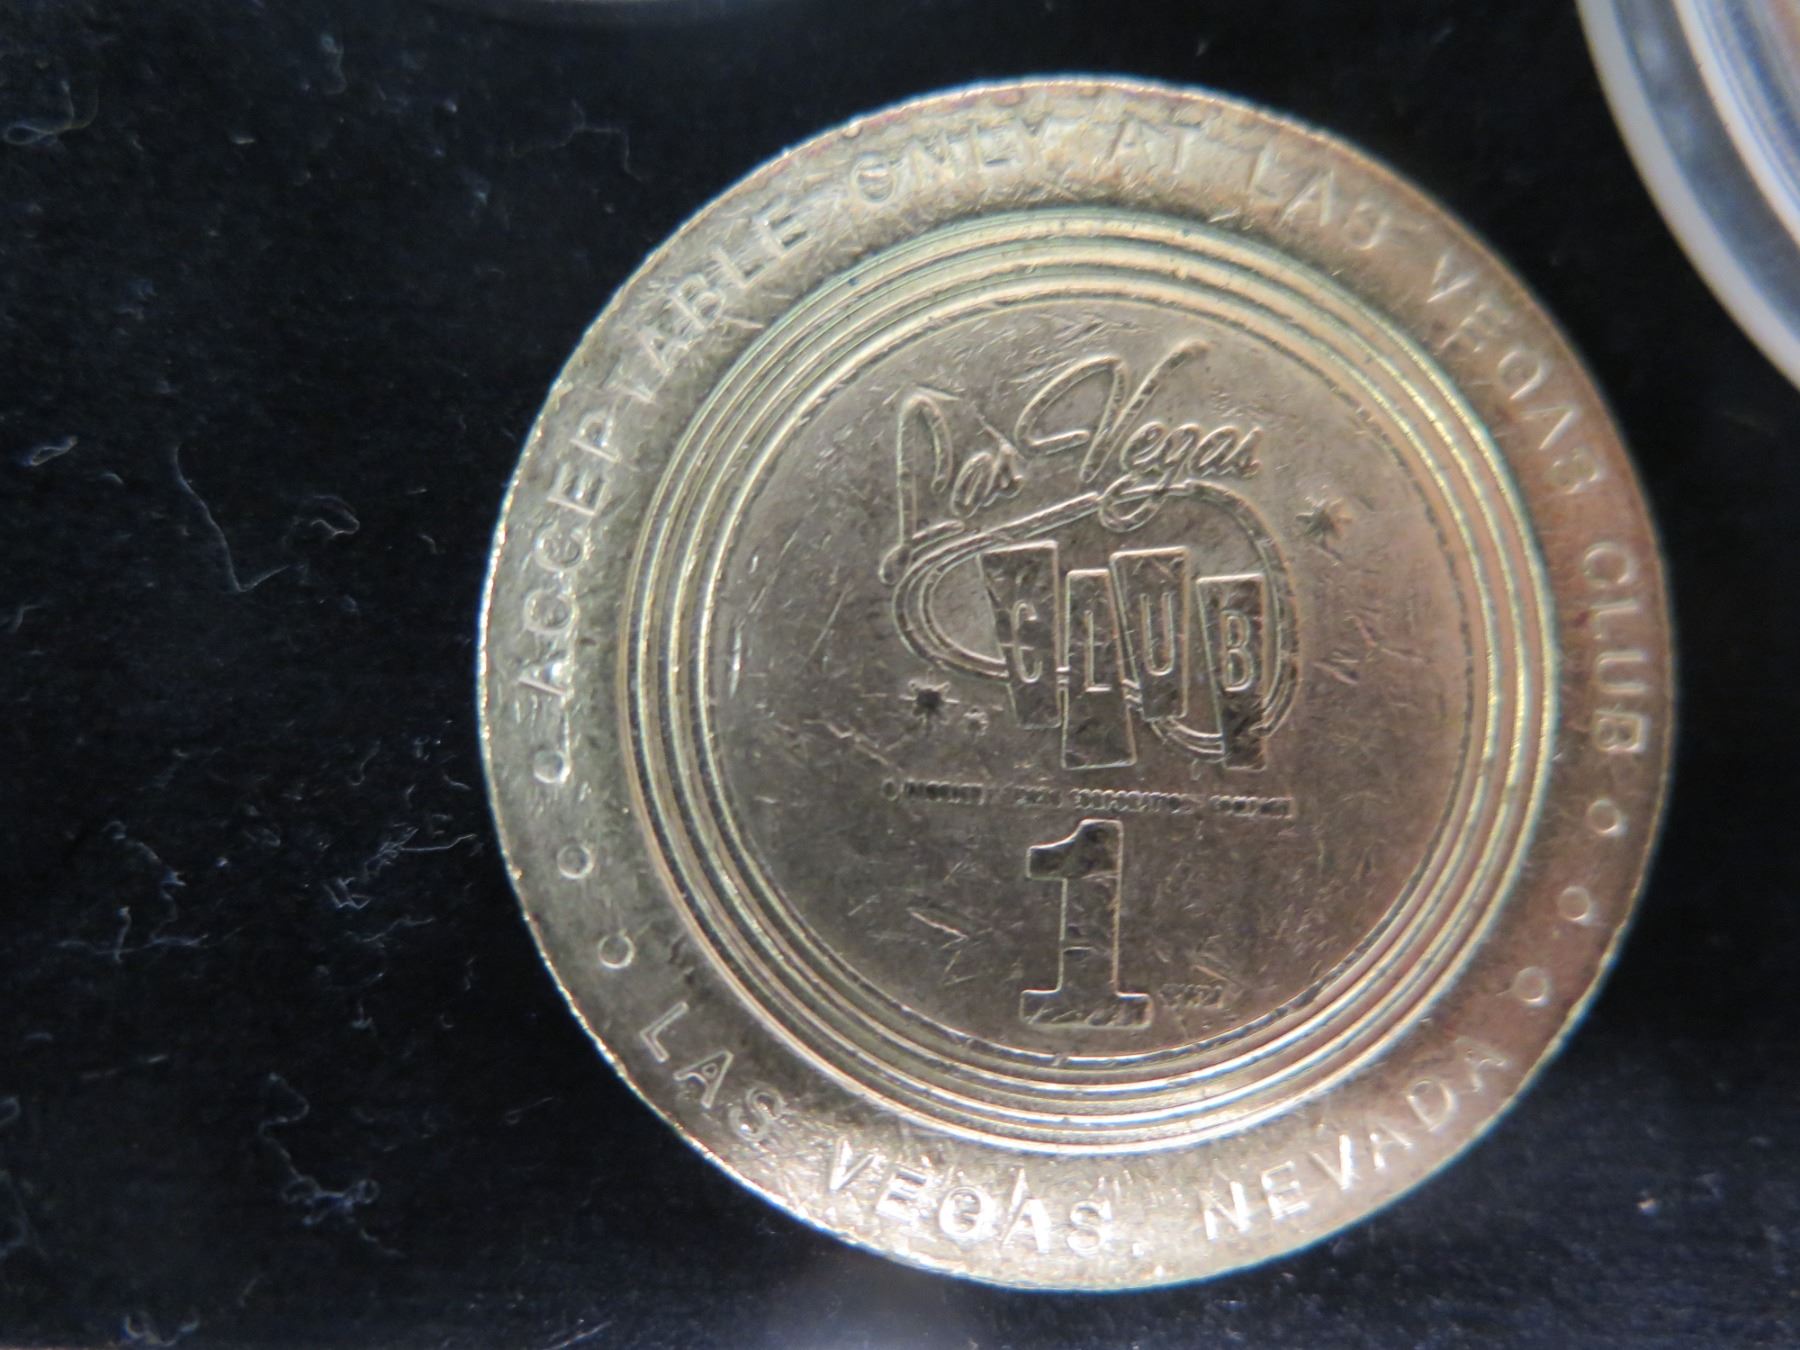 ACCEPTABLE ONLY AT LAS VEGAS CLUB
Las Vegas
CLUB
1
LAS VEGAS, NEVADA